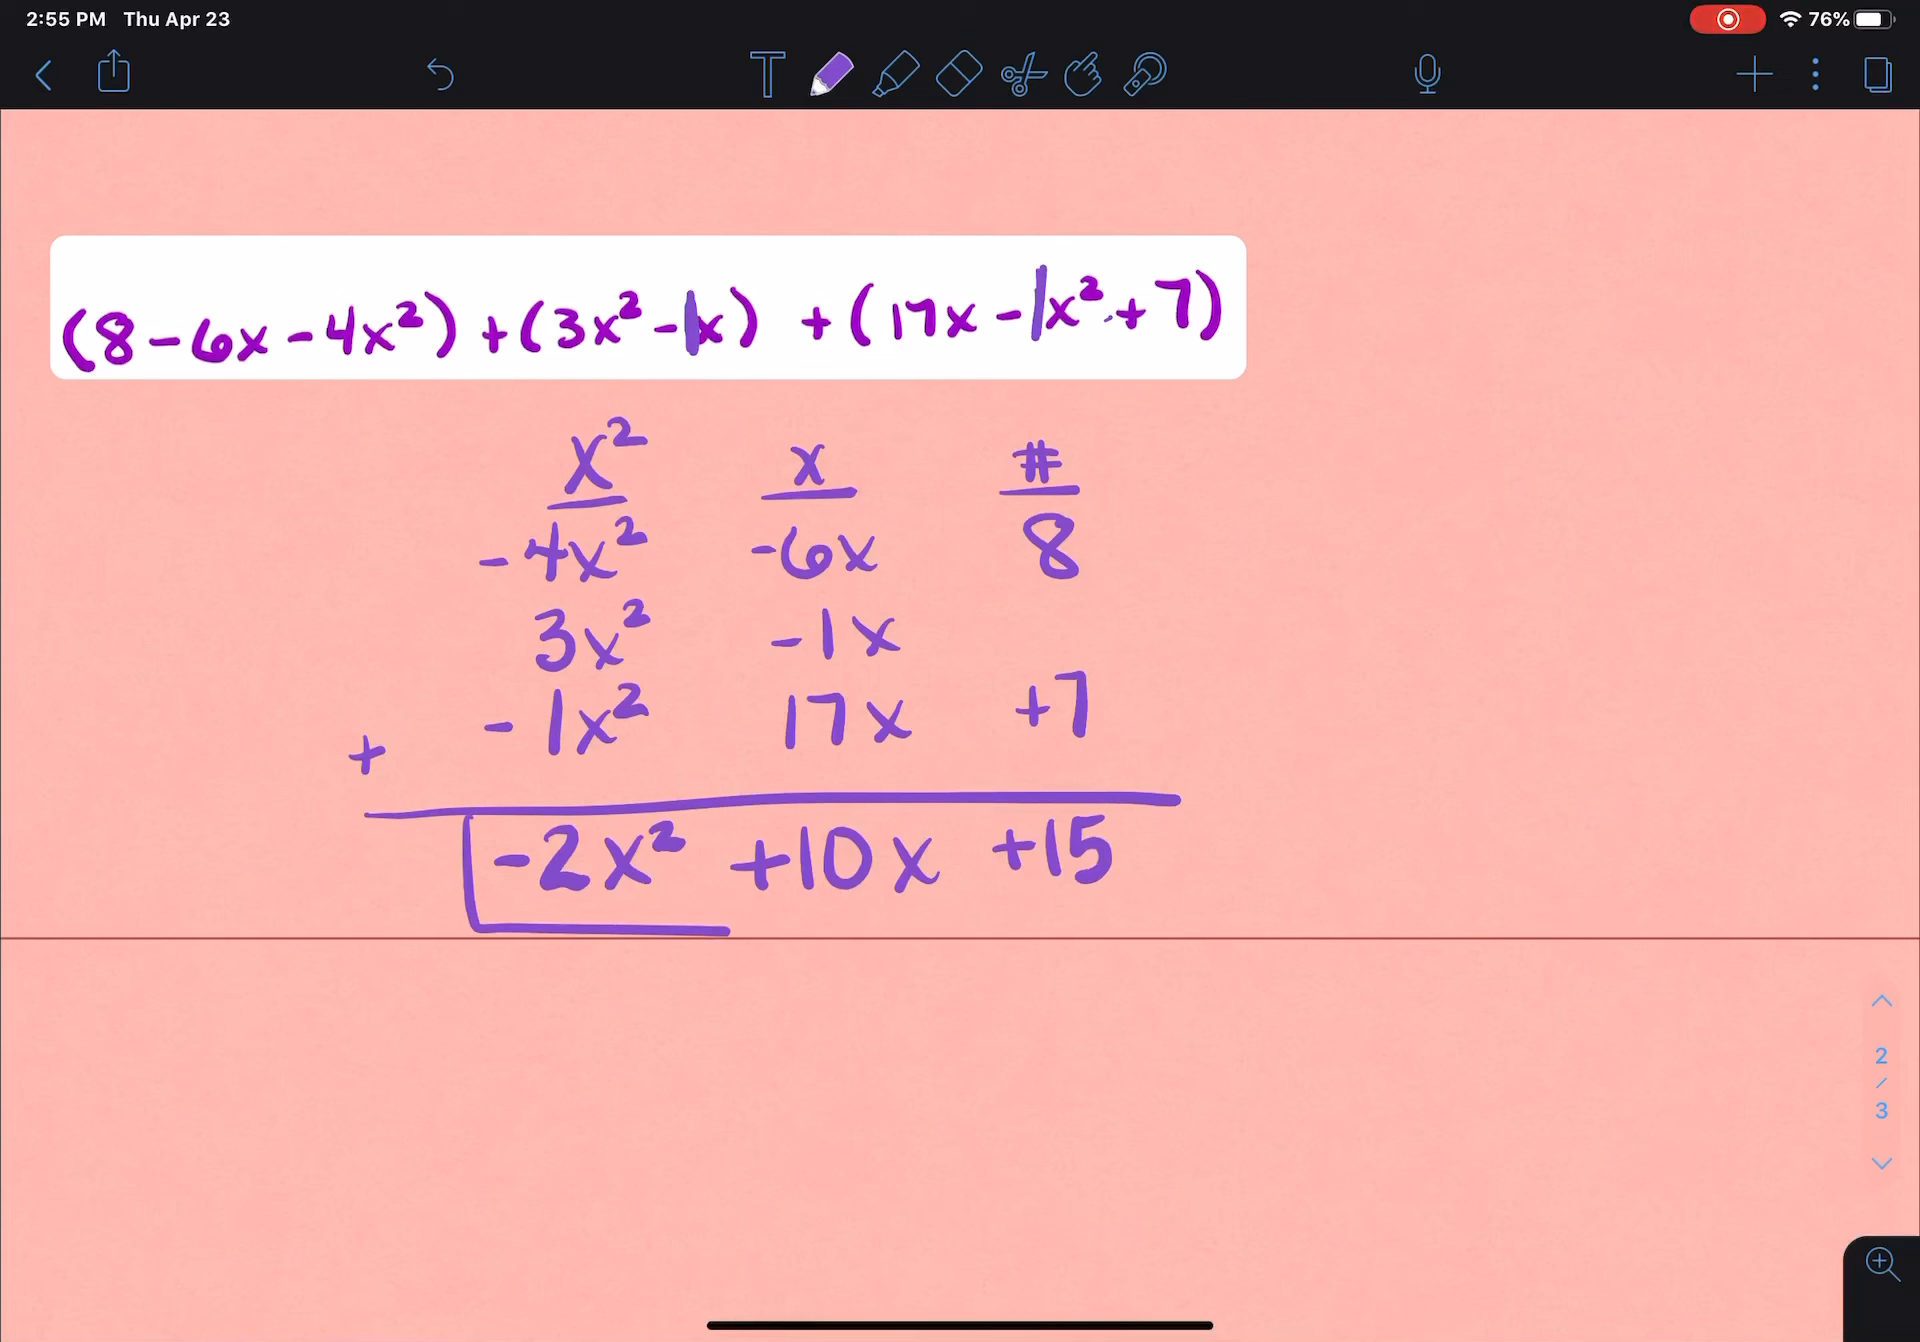 2:55 PM Thu Apr 23 76%
T
(8 - 6x - 4x²) + (3x² - 1x) + (17x - 1x² + 7)
x² x #
-4x² -6x 8
3x² -1x
+ -1x² 17x +7
-2x² +10x +15
2
/
3